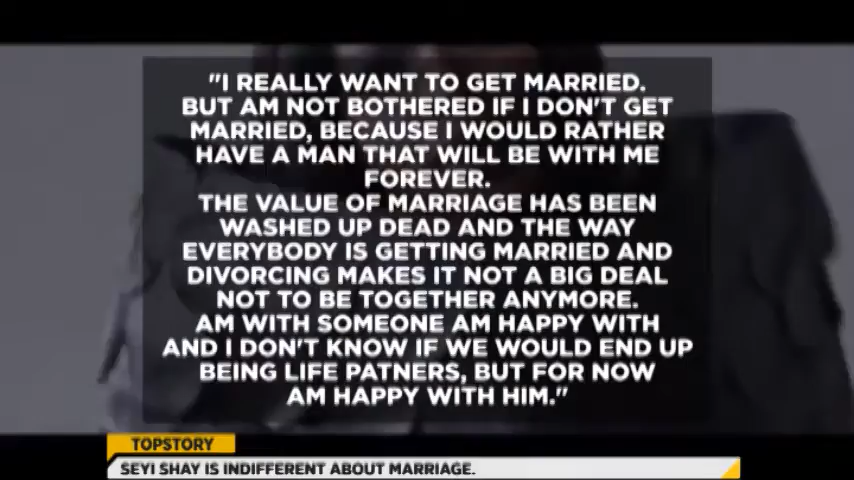 "I REALLY WANT TO GET MARRIED.
BUT AM NOT BOTHERED IF I DON'T GET
MARRIED, BECAUSE I WOULD RATHER
HAVE A MAN THAT WILL BE WITH ME
FOREVER.
THE VALUE OF MARRIAGE HAS BEEN
WASHED UP DEAD AND THE WAY
EVERYBODY IS GETTING MARRIED AND
DIVORCING MAKES IT NOT A BIG DEAL
NOT TO BE TOGETHER ANYMORE.
AM WITH SOMEONE AM HAPPY WITH
AND I DON'T KNOW IF WE WOULD END UP
BEING LIFE PATNERS, BUT FOR NOW
AM HAPPY WITH HIM."
TOPSTORY
SEYI SHAY IS INDIFFERENT ABOUT MARRIAGE.